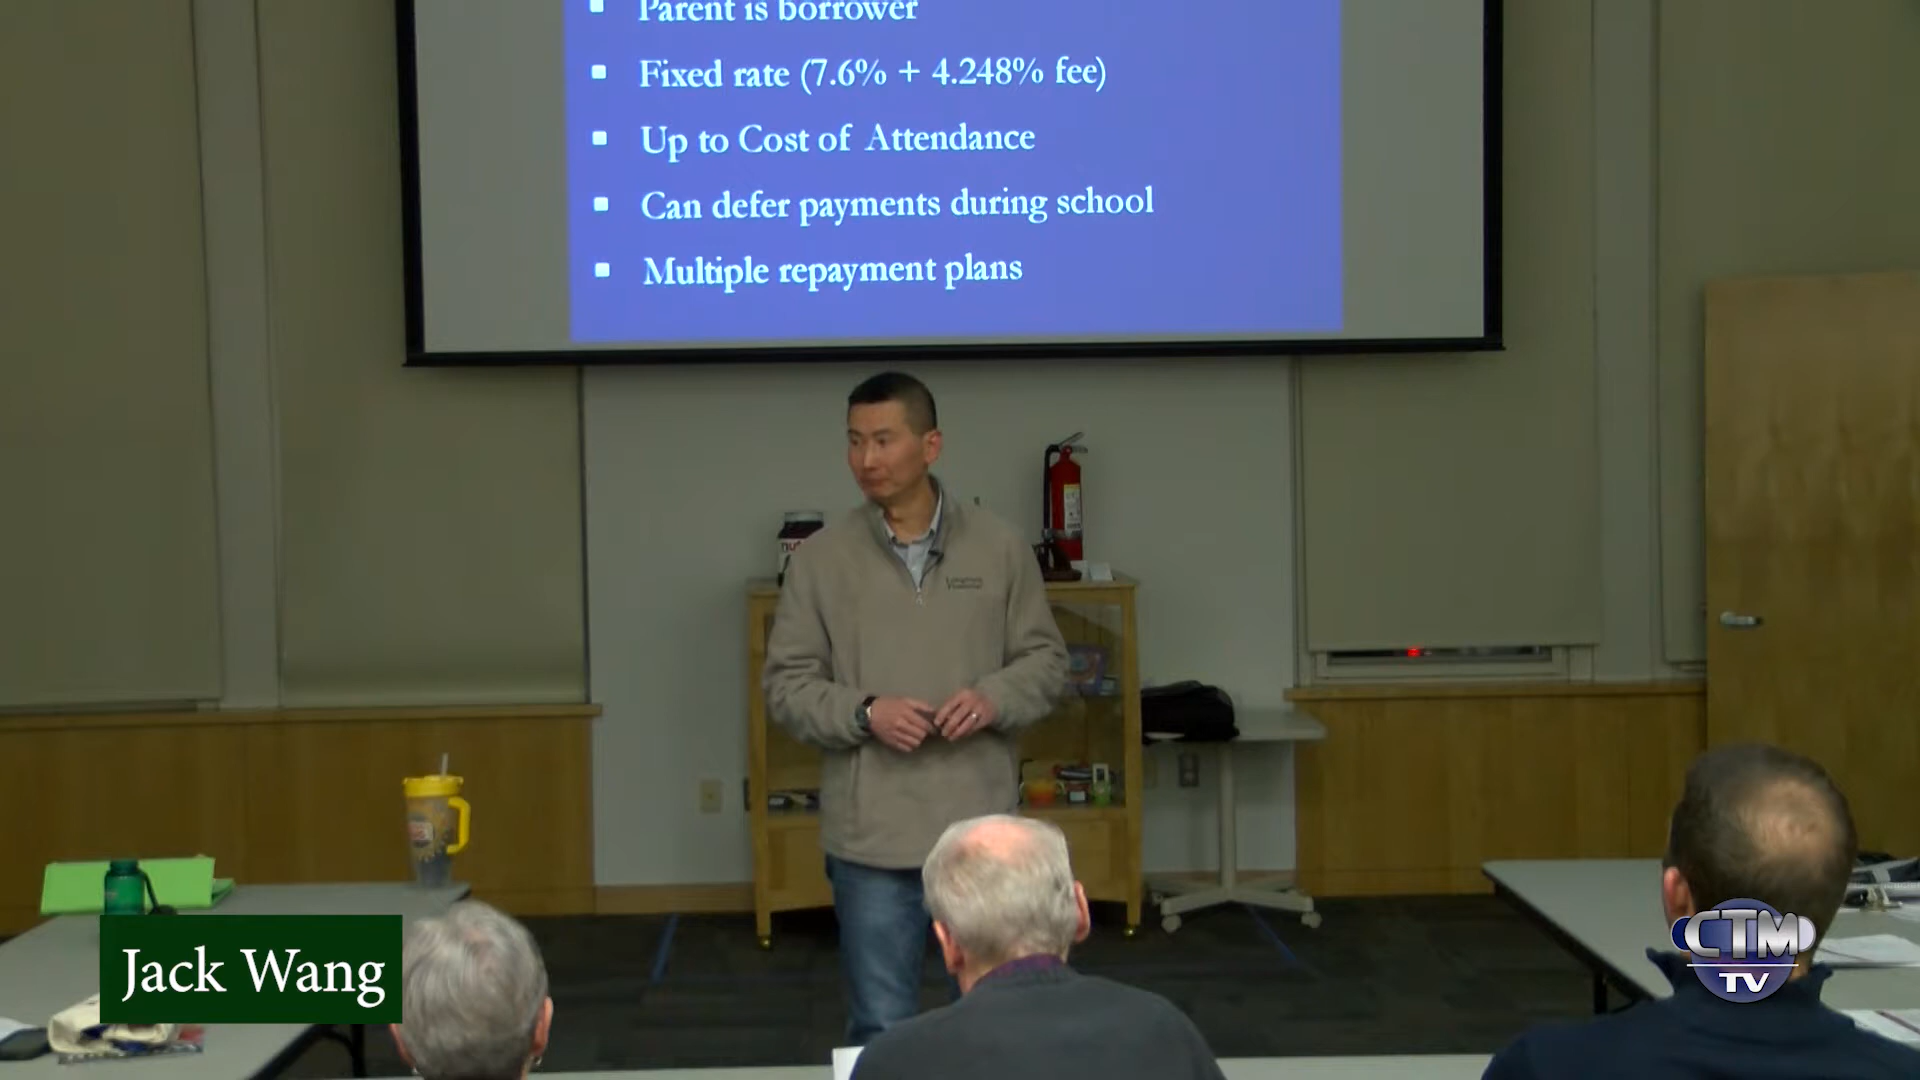 Parent is borrower
Fixed rate (7.6% + 4.248% fee)
Up to Cost of Attendance
Can defer payments during school
Multiple repayment plans
Jack Wang
CTM
TV